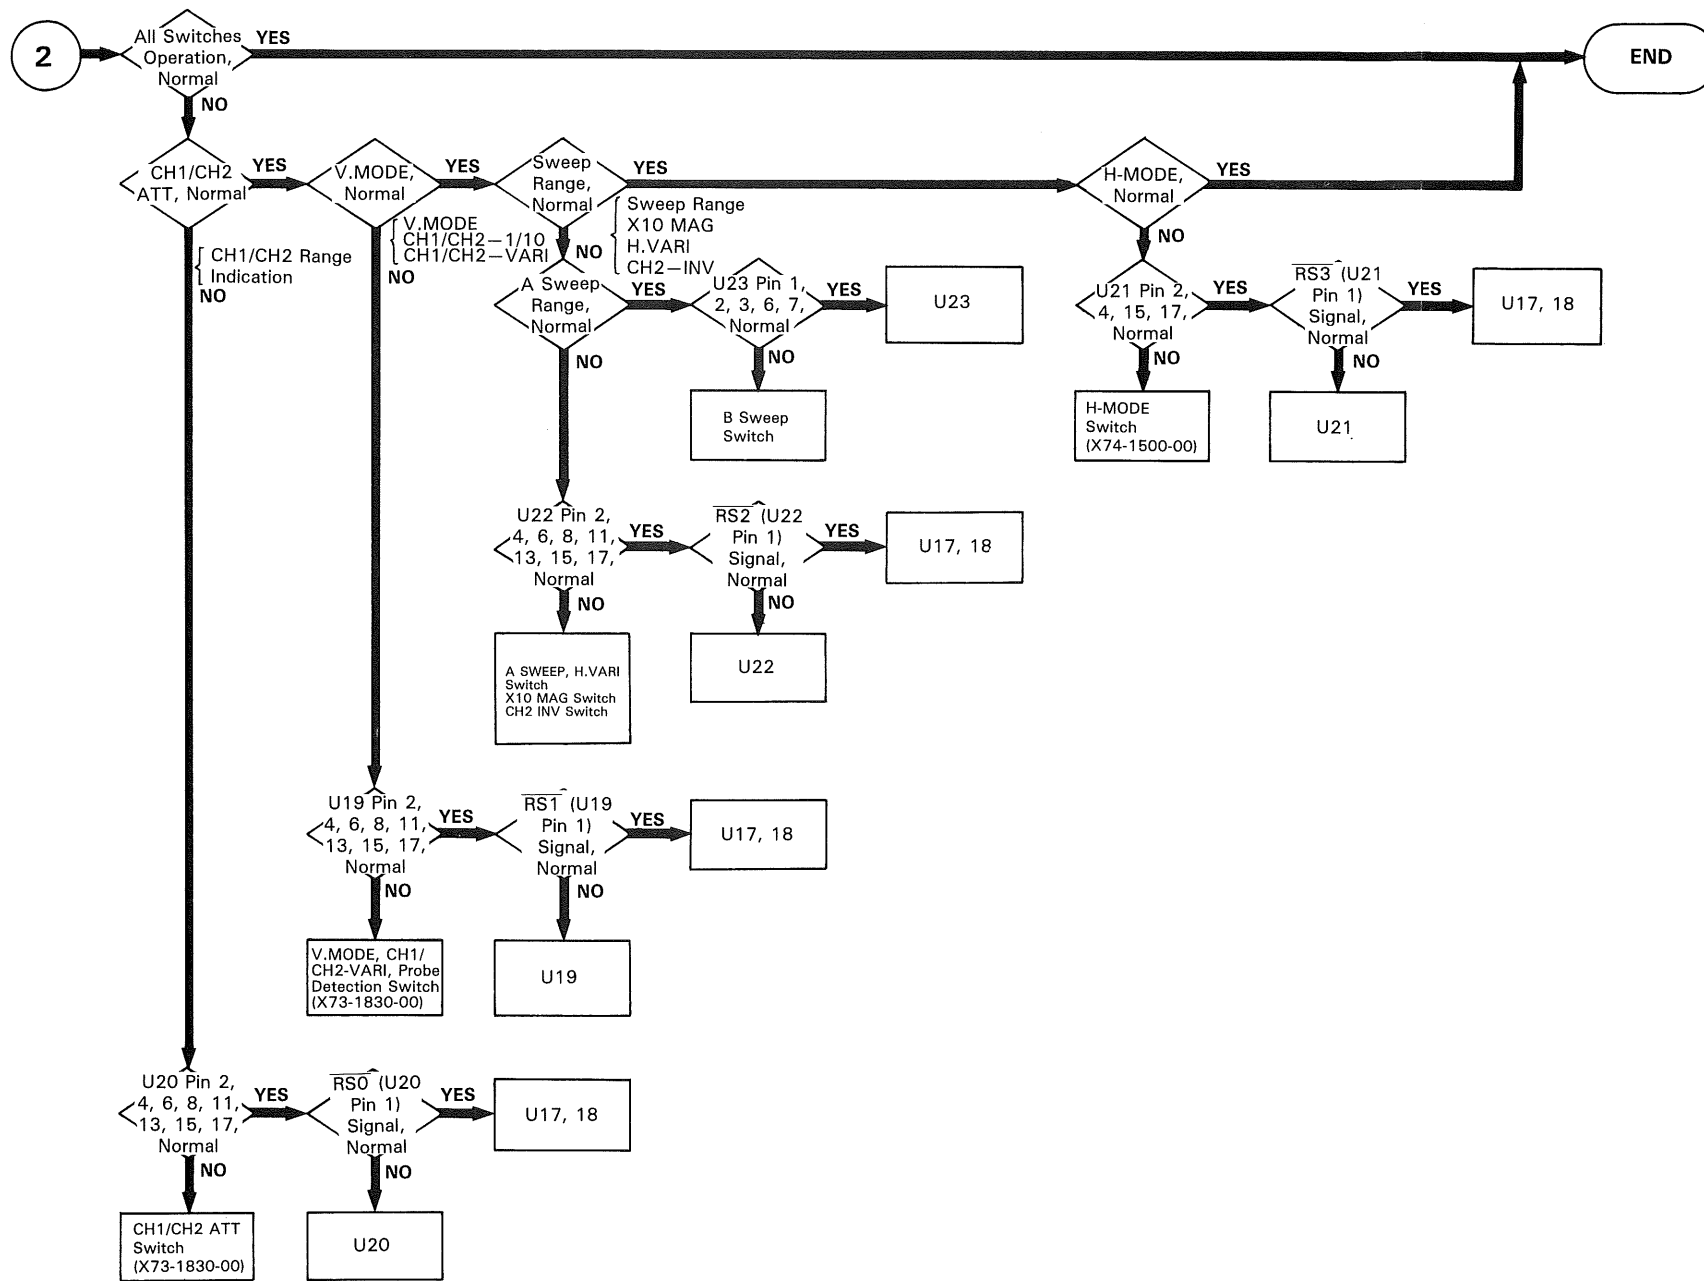 2
All Switches
Operation,
Normal
YES
END
NO
CH1/CH2
ATT, Normal
YES
V.MODE,
Normal
YES
Sweep
Range,
Normal
YES
H-MODE,
Normal
YES
CH1/CH2 Range
Indication
NO
V.MODE
CH1/CH2–1/10
CH1/CH2–VARI
NO
NO
Sweep Range
X10 MAG
H.VARI
CH2–INV
NO
A Sweep
Range,
Normal
YES
U23 Pin 1,
2, 3, 6, 7,
Normal
YES
U23
U21 Pin 2,
4, 15, 17,
Normal
YES
RS3 (U21
Pin 1)
Signal,
Normal
YES
U17, 18
NO
NO
B Sweep
Switch
NO
H-MODE
Switch
(X74-1500-00)
NO
U21
U22 Pin 2,
4, 6, 8, 11,
13, 15, 17,
Normal
YES
RS2 (U22
Pin 1)
Signal,
Normal
YES
U17, 18
NO
A SWEEP, H.VARI
Switch
X10 MAG Switch
CH2 INV Switch
NO
U22
U19 Pin 2,
4, 6, 8, 11,
13, 15, 17,
Normal
YES
RS1 (U19
Pin 1)
Signal,
Normal
YES
U17, 18
NO
V.MODE, CH1/
CH2-VARI, Probe
Detection Switch
(X73-1830-00)
NO
U19
U20 Pin 2,
4, 6, 8, 11,
13, 15, 17,
Normal
YES
RS0 (U20
Pin 1)
Signal,
Normal
YES
U17, 18
NO
CH1/CH2 ATT
Switch
(X73-1830-00)
NO
U20